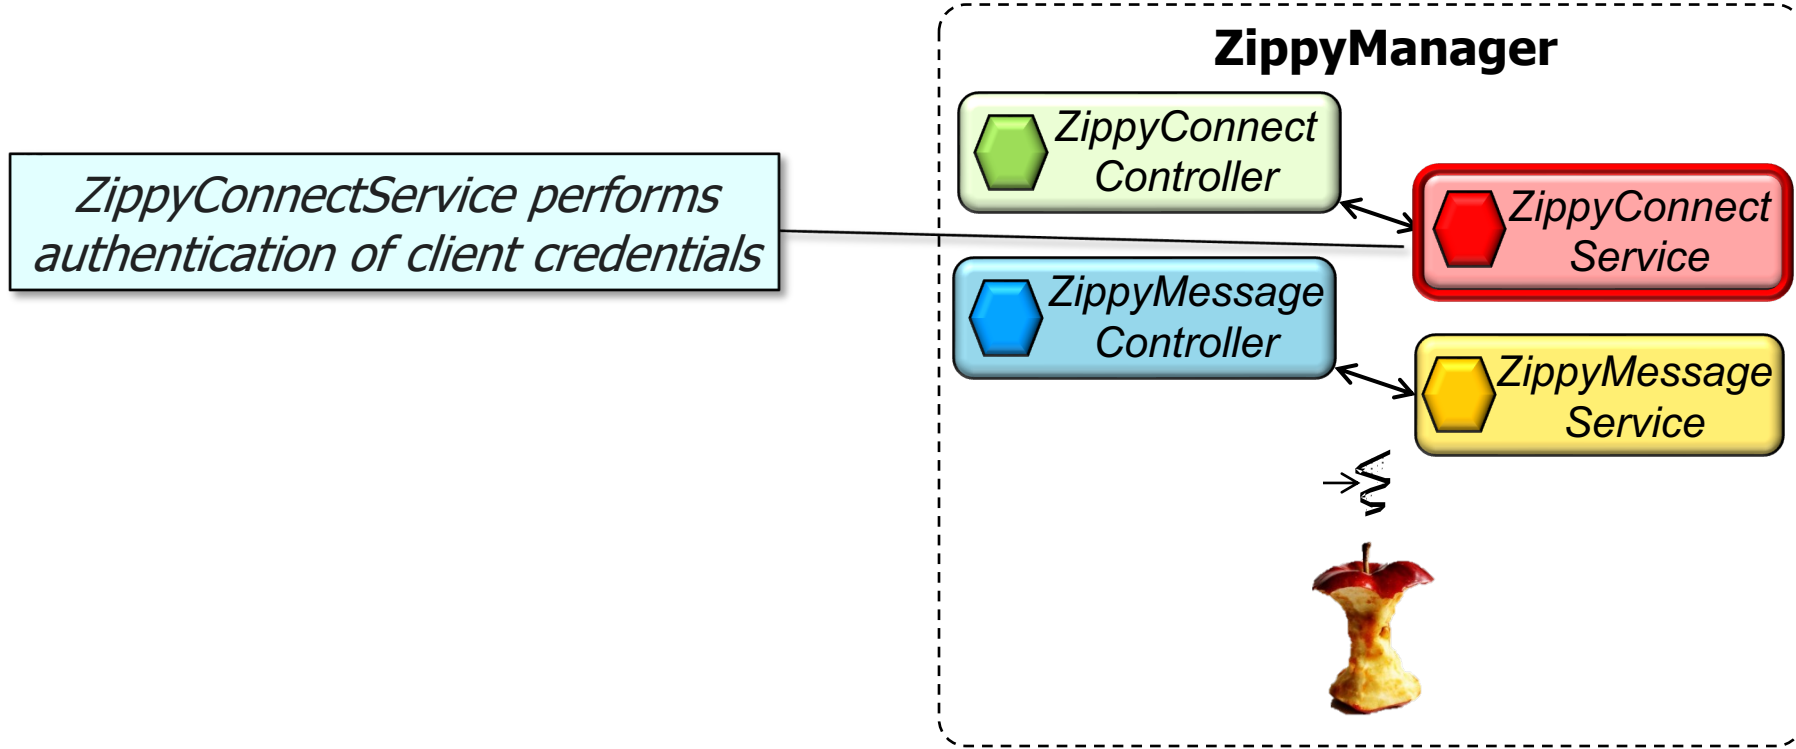 ZippyManager
ZippyConnect
Controller
ZippyConnectService performs
authentication of client credentials
ZippyConnect
Service
ZippyMessage
Controller
ZippyMessage
Service